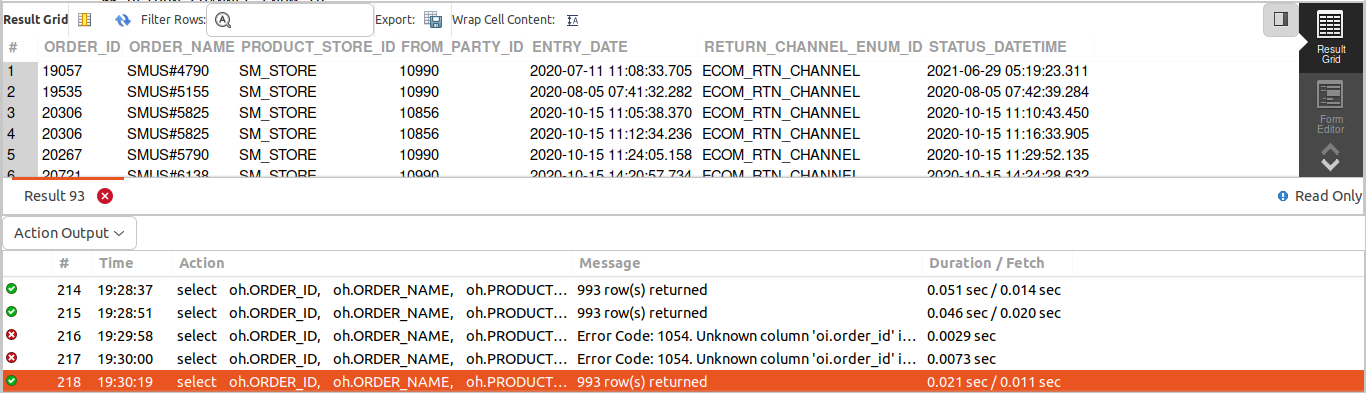 Result Grid Filter Rows: Export: Wrap Cell Content:
# ORDER_ID ORDER_NAME PRODUCT_STORE_ID FROM_PARTY_ID ENTRY_DATE RETURN_CHANNEL_ENUM_ID STATUS_DATETIME
1 19057 SMUS#4790 SM_STORE 10990 2020-07-11 11:08:33.705 ECOM_RTN_CHANNEL 2021-06-29 05:19:23.311
2 19535 SMUS#5155 SM_STORE 10990 2020-08-05 07:41:32.282 ECOM_RTN_CHANNEL 2020-08-05 07:42:39.284
3 20306 SMUS#5825 SM_STORE 10856 2020-10-15 11:05:38.370 ECOM_RTN_CHANNEL 2020-10-15 11:10:43.450
4 20306 SMUS#5825 SM_STORE 10856 2020-10-15 11:12:34.236 ECOM_RTN_CHANNEL 2020-10-15 11:16:33.905
5 20267 SMUS#5790 SM_STORE 10990 2020-10-15 11:24:05.158 ECOM_RTN_CHANNEL 2020-10-15 11:29:52.135
6 20721 SMUS#6138 SM_STORE 10990 2020-10-15 14:20:57.734 ECOM_RTN_CHANNEL 2020-10-15 14:24:28.632
Result
Grid
Form
Editor
Result 93 Read Only
Action Output
# Time Action Message Duration / Fetch
214 19:28:37 select oh.ORDER_ID, oh.ORDER_NAME, oh.PRODUCT... 993 row(s) returned 0.051 sec / 0.014 sec
215 19:28:51 select oh.ORDER_ID, oh.ORDER_NAME, oh.PRODUCT... 993 row(s) returned 0.046 sec / 0.020 sec
216 19:29:58 select oh.ORDER_ID, oh.ORDER_NAME, oh.PRODUCT... Error Code: 1054. Unknown column 'oi.order_id' i... 0.0029 sec
217 19:30:00 select oh.ORDER_ID, oh.ORDER_NAME, oh.PRODUCT... Error Code: 1054. Unknown column 'oi.order_id' i... 0.0073 sec
218 19:30:19 select oh.ORDER_ID, oh.ORDER_NAME, oh.PRODUCT... 993 row(s) returned 0.021 sec / 0.011 sec